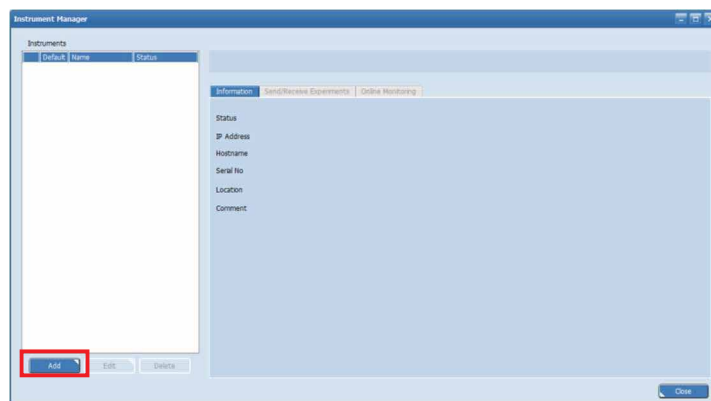 Instrument Manager
Instruments
Default Name Status
Information Send/Receive Experiments Online Monitoring
Status
IP Address
Hostname
Serial No
Location
Comment
Add Edit Delete
Close